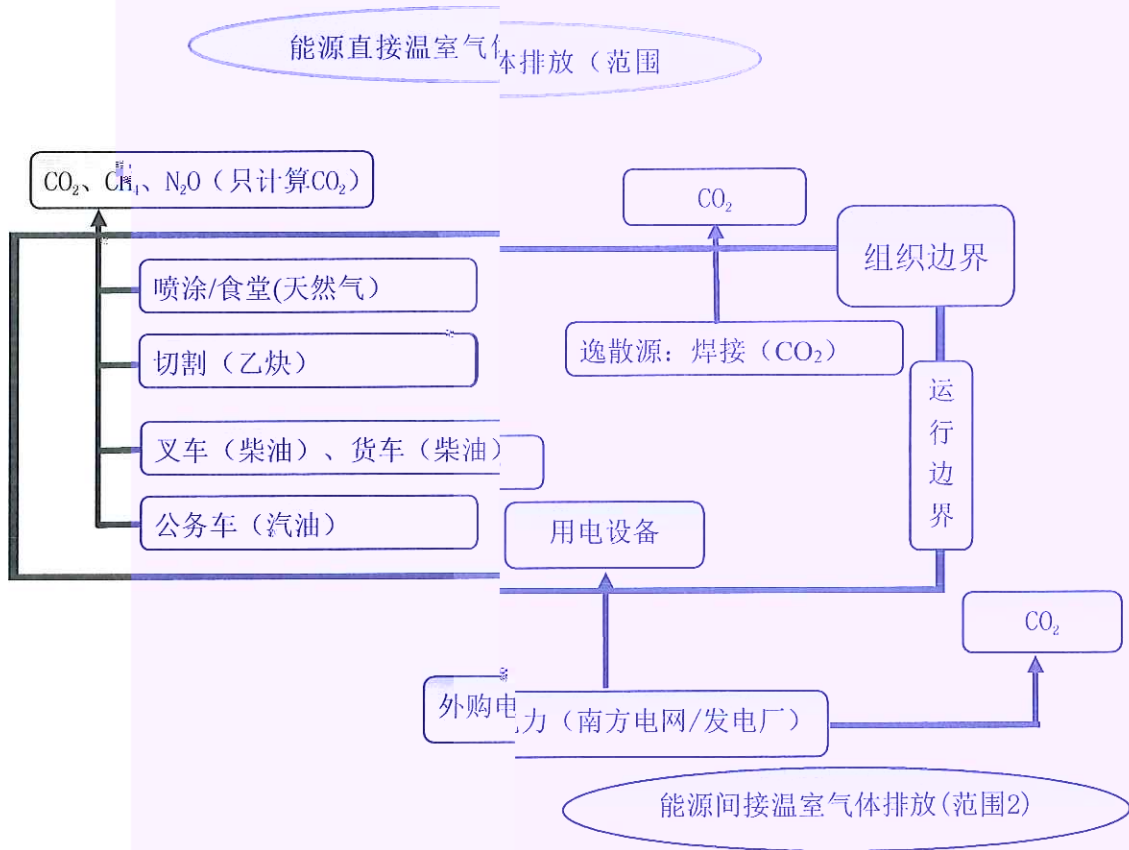 能源直接温室气体排放（范围
CO₂、CH₄、N₂O（只计算CO₂）
CO₂
组织边界
喷涂/食堂(天然气）
逸散源：焊接（CO₂）
切割（乙炔）
运行边界
叉车（柴油）、货车（柴油）
公务车（汽油）
用电设备
CO₂
外购电力（南方电网/发电厂）
能源间接温室气体排放(范围2)